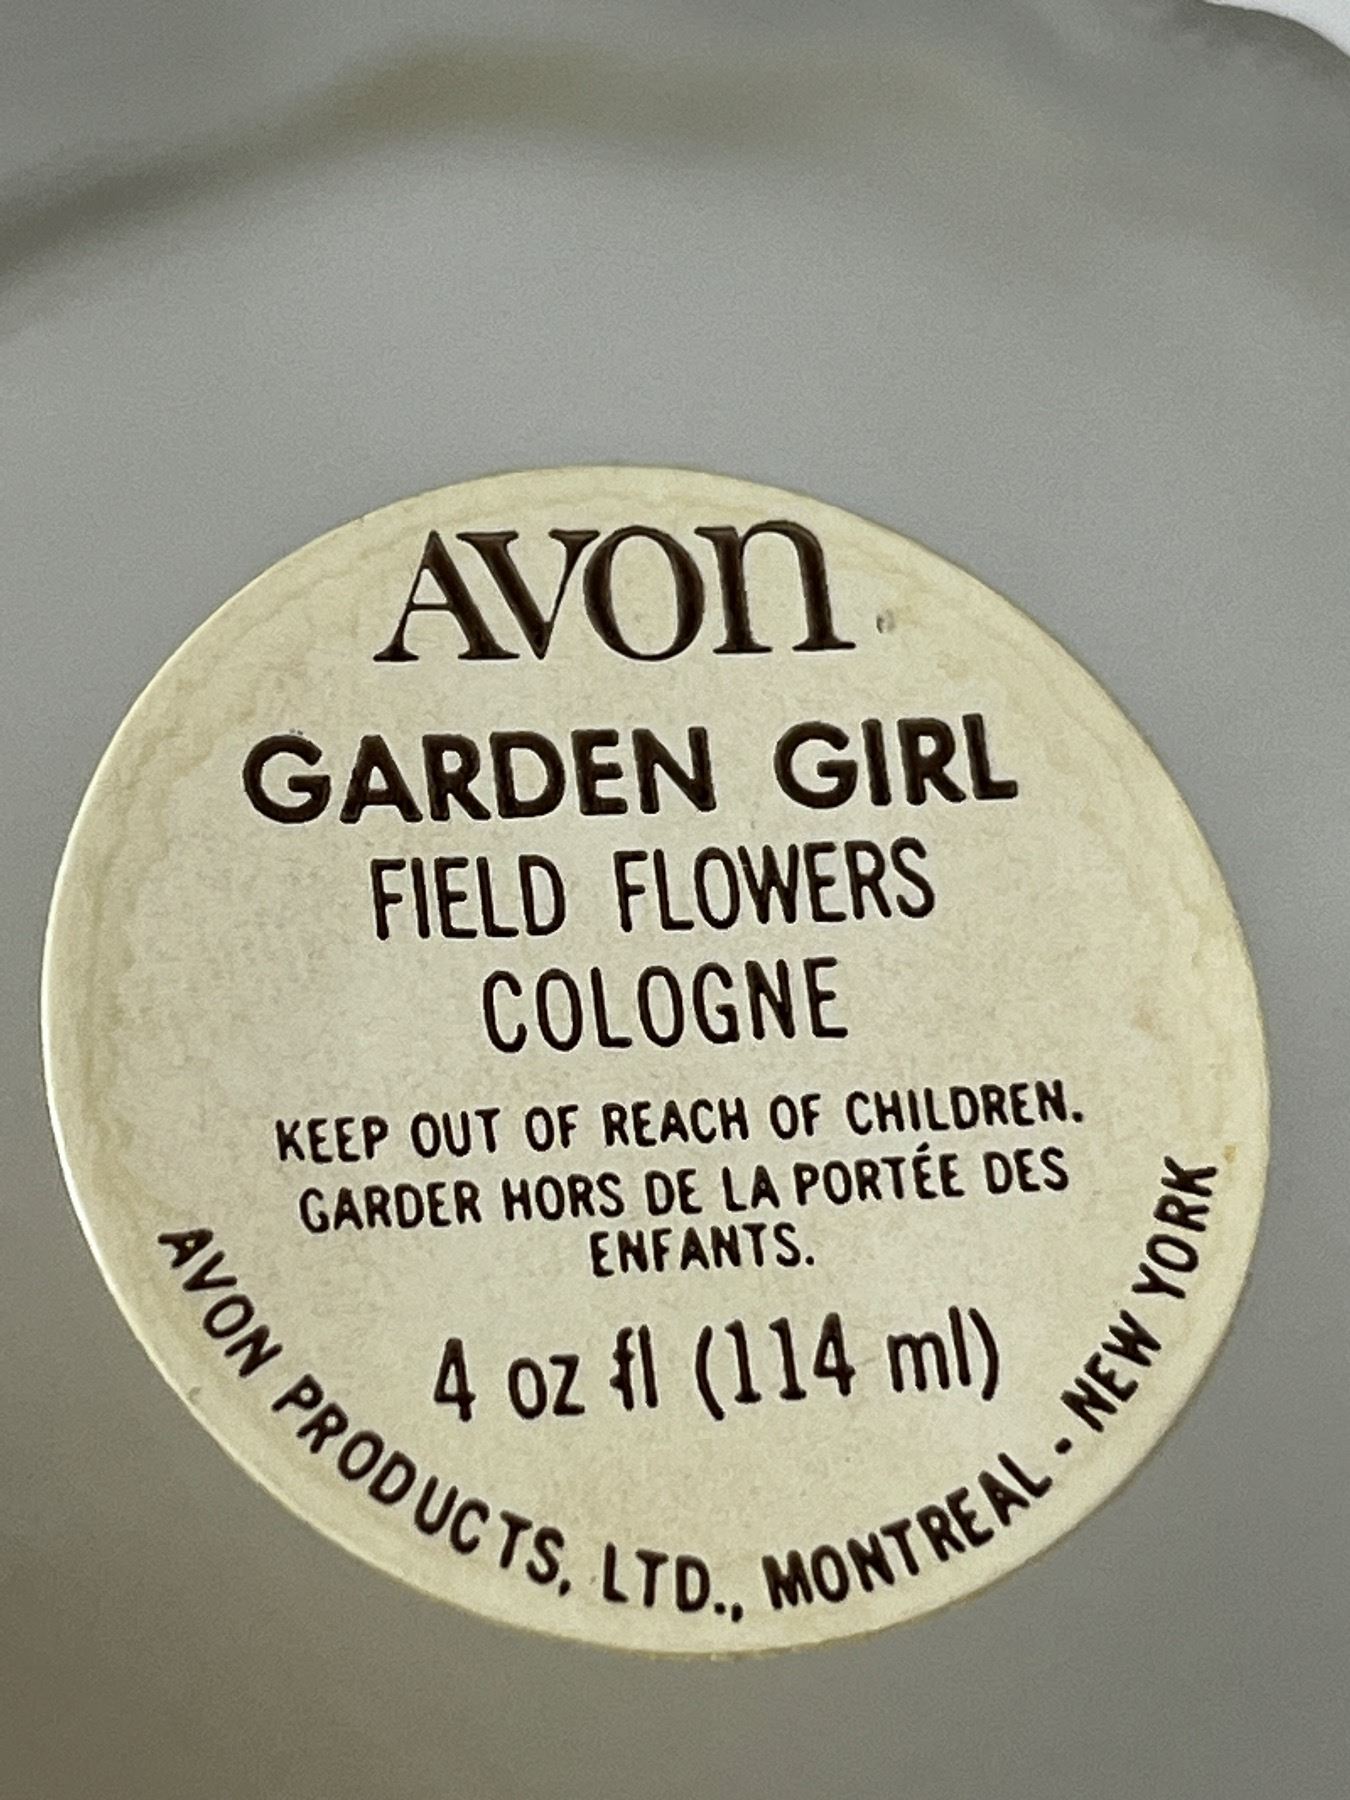 AVON
GARDEN GIRL
FIELD FLOWERS
COLOGNE
KEEP OUT OF REACH OF CHILDREN.
GARDER HORS DE LA PORTÉE DES
ENFANTS.
4 oz fl (114 ml)
AVON PRODUCTS, LTD., MONTREAL - NEW YORK